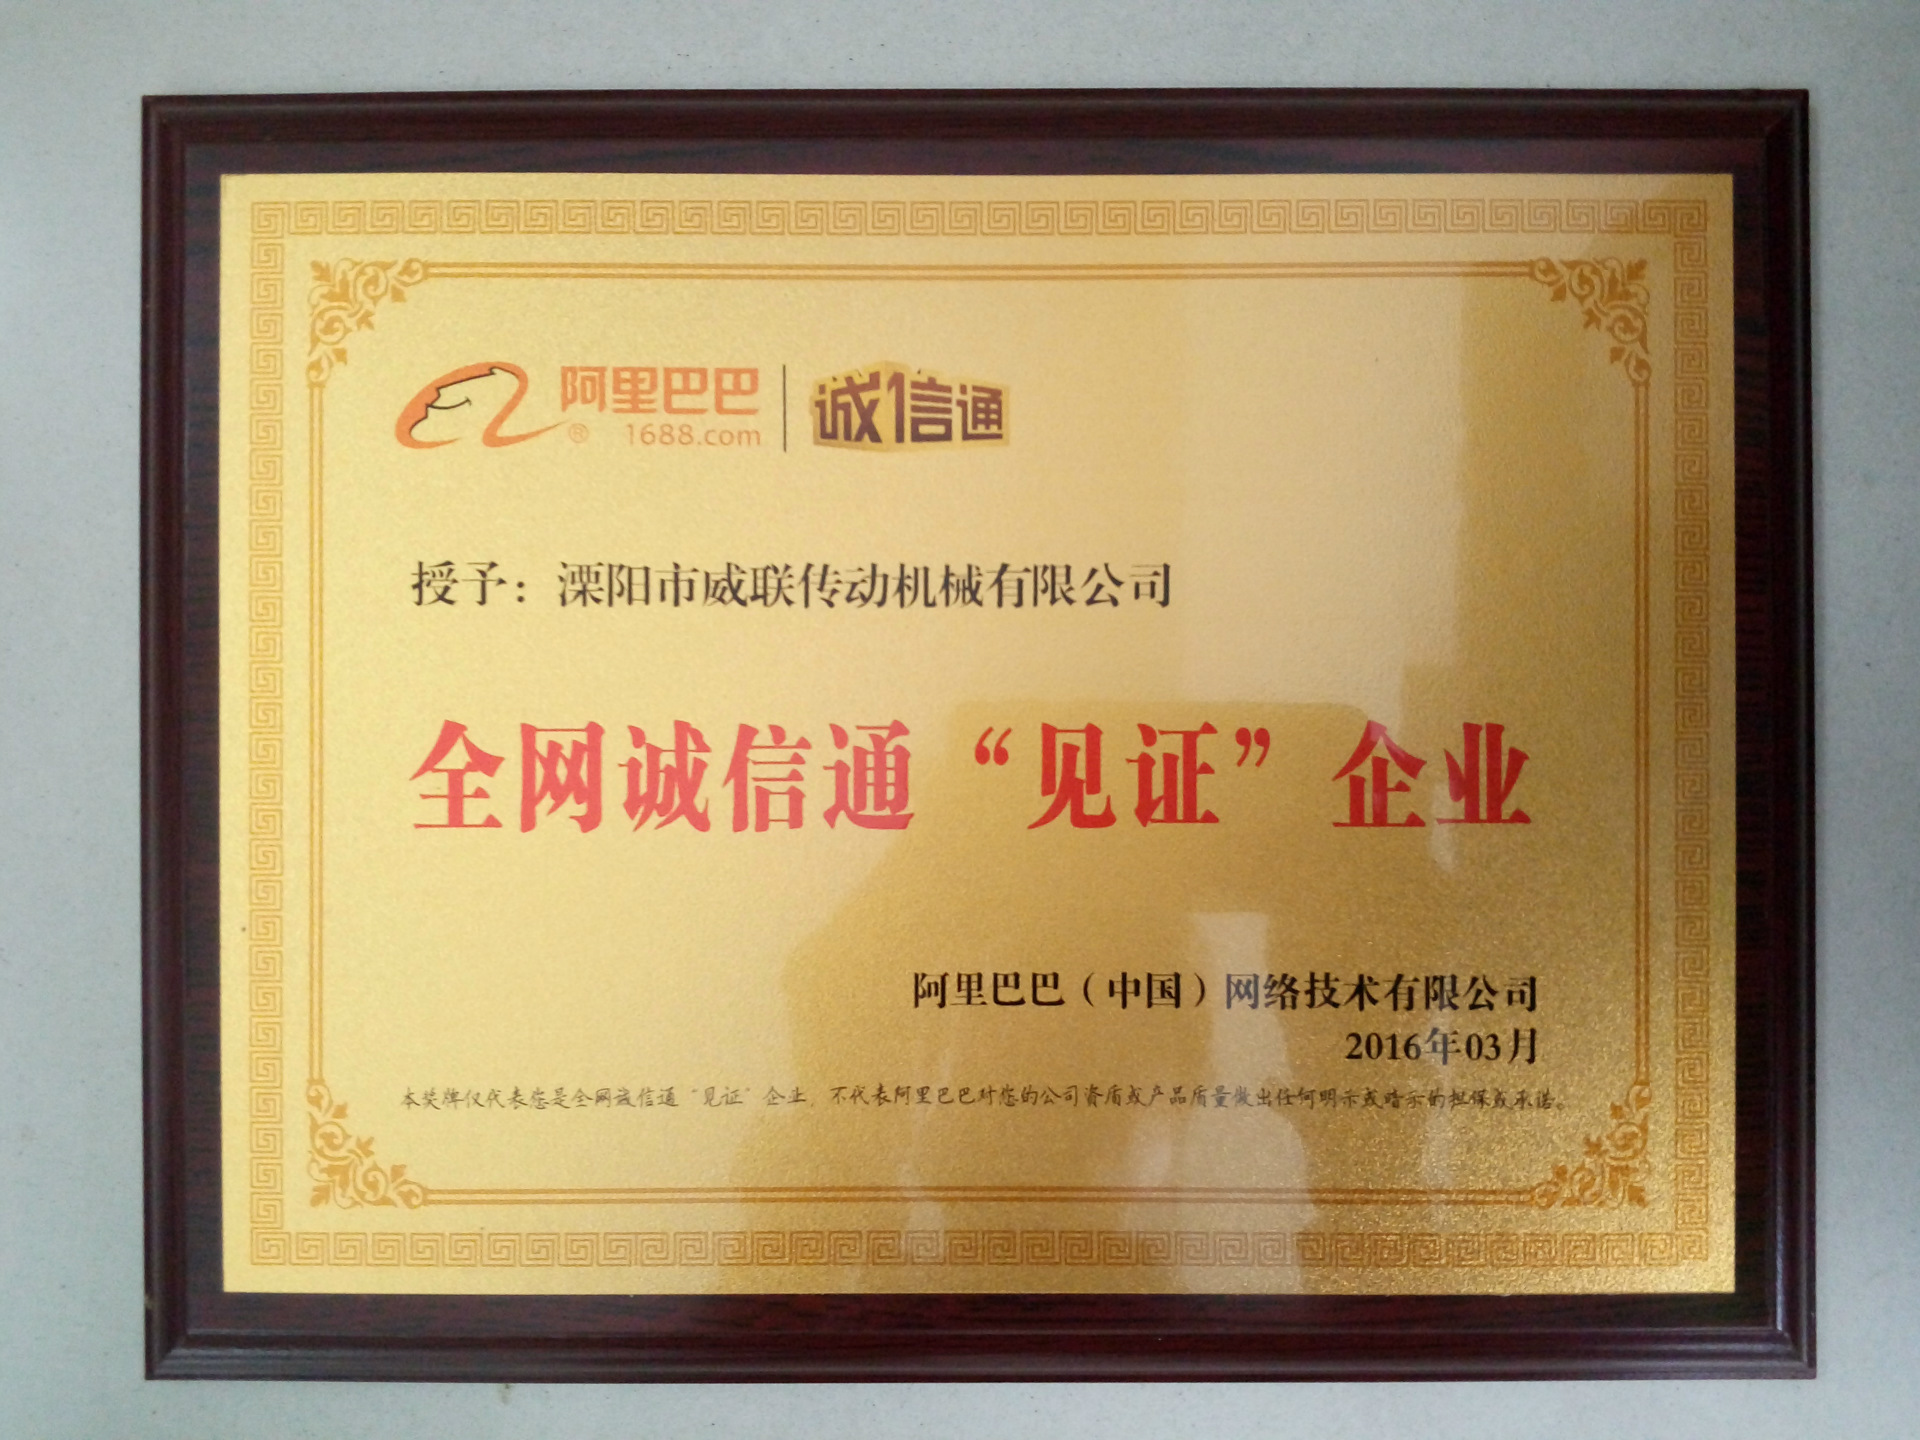 阿里巴巴 诚信通
® 1688.com
授予：溧阳市威联传动机械有限公司
全网诚信通“见证”企业
阿里巴巴（中国）网络技术有限公司
2016年03月
本奖牌仅代表您是全网诚信通“见证”企业，不代表阿里巴巴对您的公司资质或产品质量做出任何明示或暗示的担保或承诺。